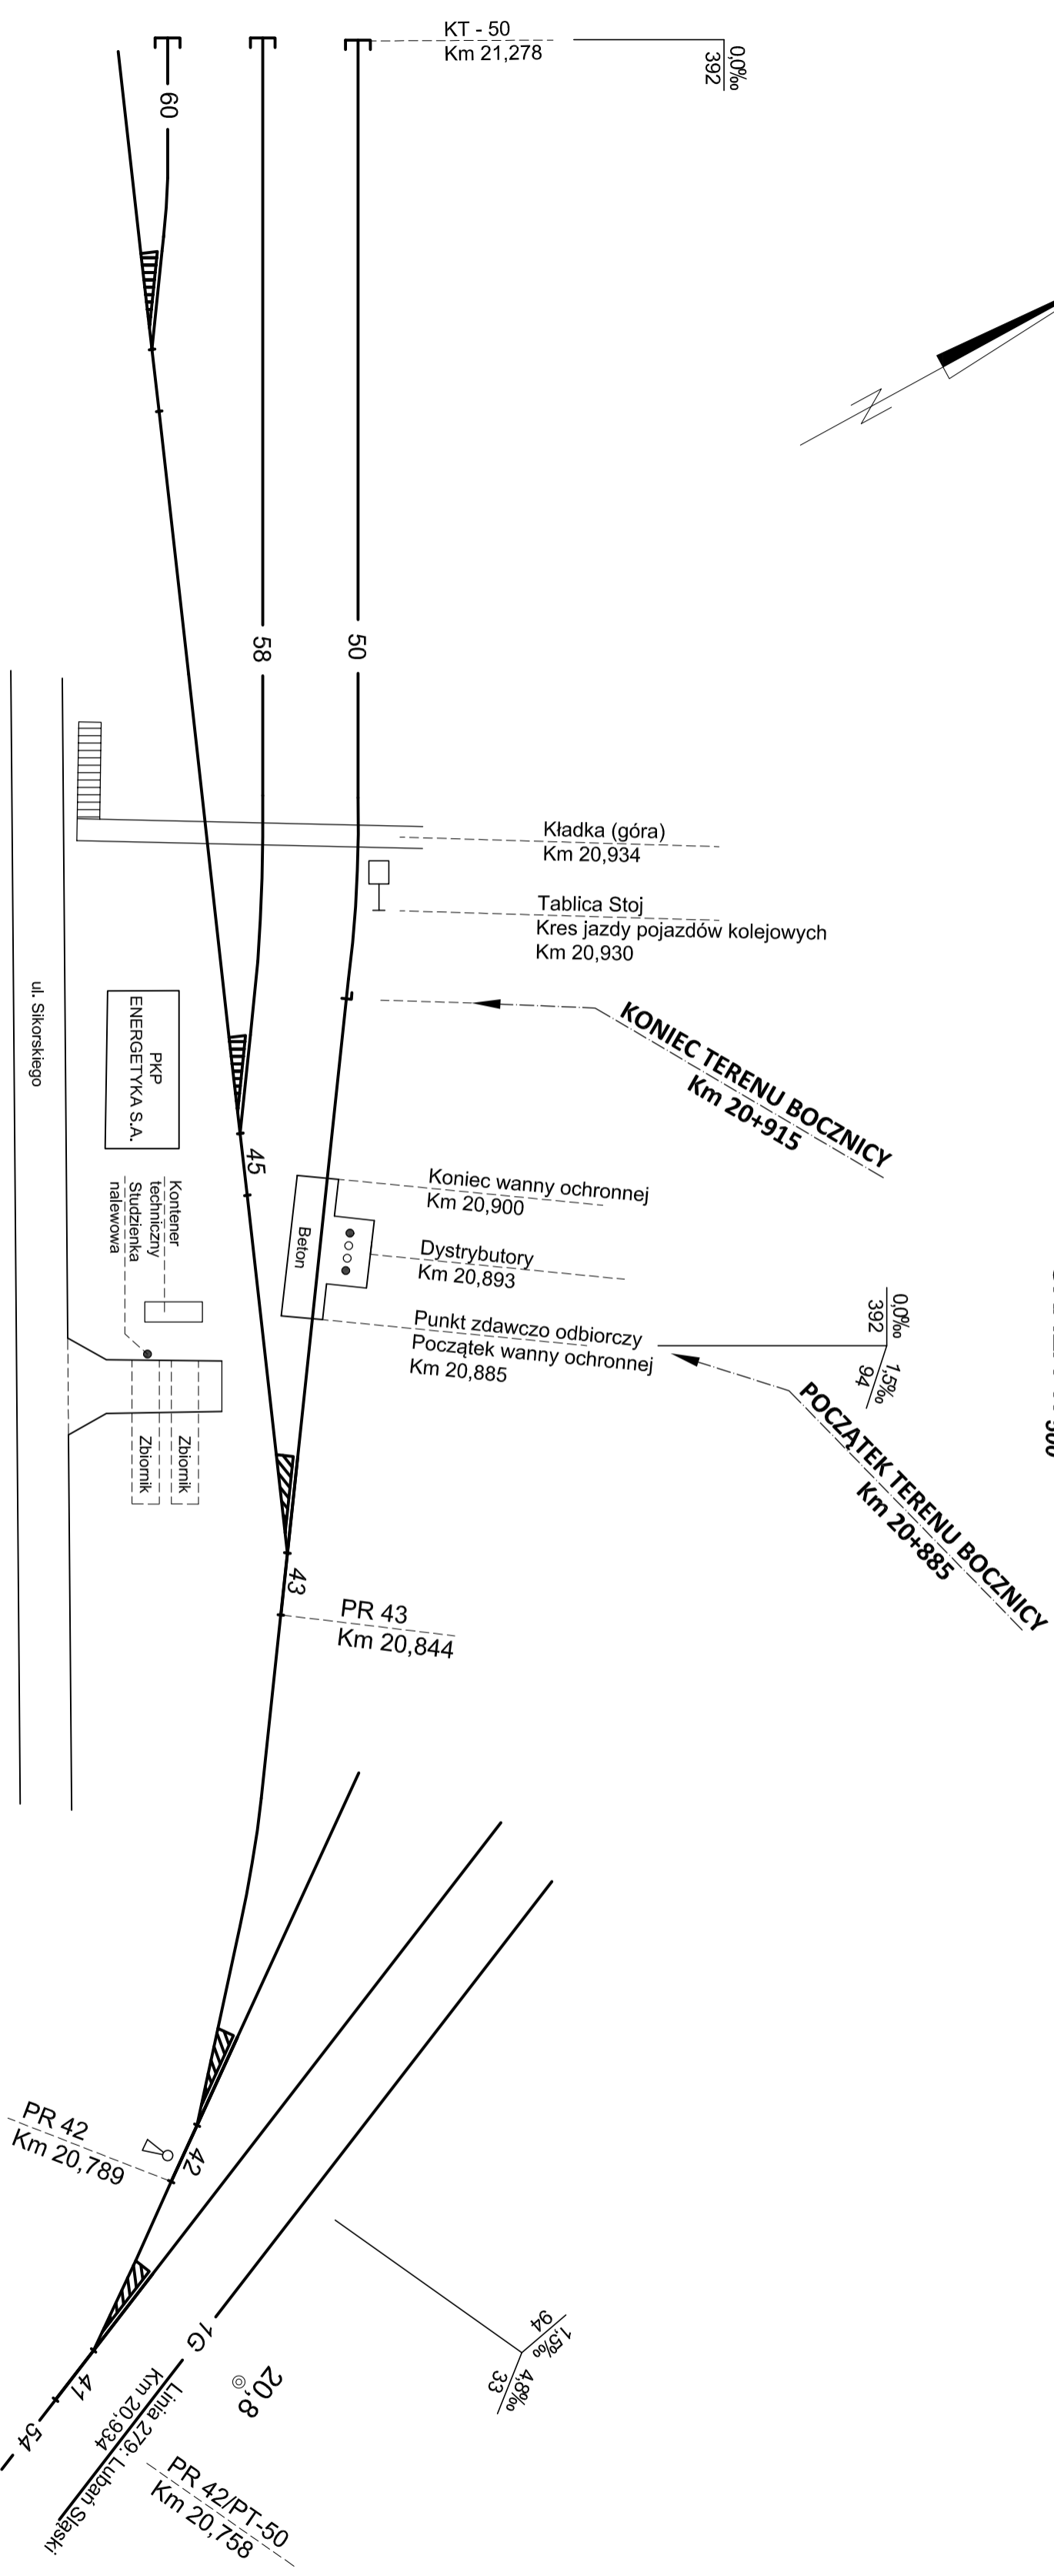 KT - 50
Km 21,278
0,0‰
392
60
58
50
Kładka (góra)
Km 20,934
Tablica Stoj
Kres jazdy pojazdów kolejowych
Km 20,930
KONIEC TERENU BOCZNICY
Km 20+915
ul. Sikorskiego
PKP
ENERGETYKA S.A.
45
Koniec wanny ochronnej
Km 20,900
Beton
Dystrybutory
Km 20,893
Kontener
techniczny
Studzienka
nalewowa
Punkt zdawczo odbiorczy
Początek wanny ochronnej
Km 20,885
0,0‰
392
1,5‰
94
POCZĄTEK TERENU BOCZNICY
Km 20+885
Zbiornik
Zbiornik
43
PR 43
Km 20,844
PR 42
Km 20,789
42
94
1,5‰
4,8‰
33
1G
20,8
41
54
Linia 279: Lubań Śląski
Km 20,934
PR 42/PT-50
Km 20,758